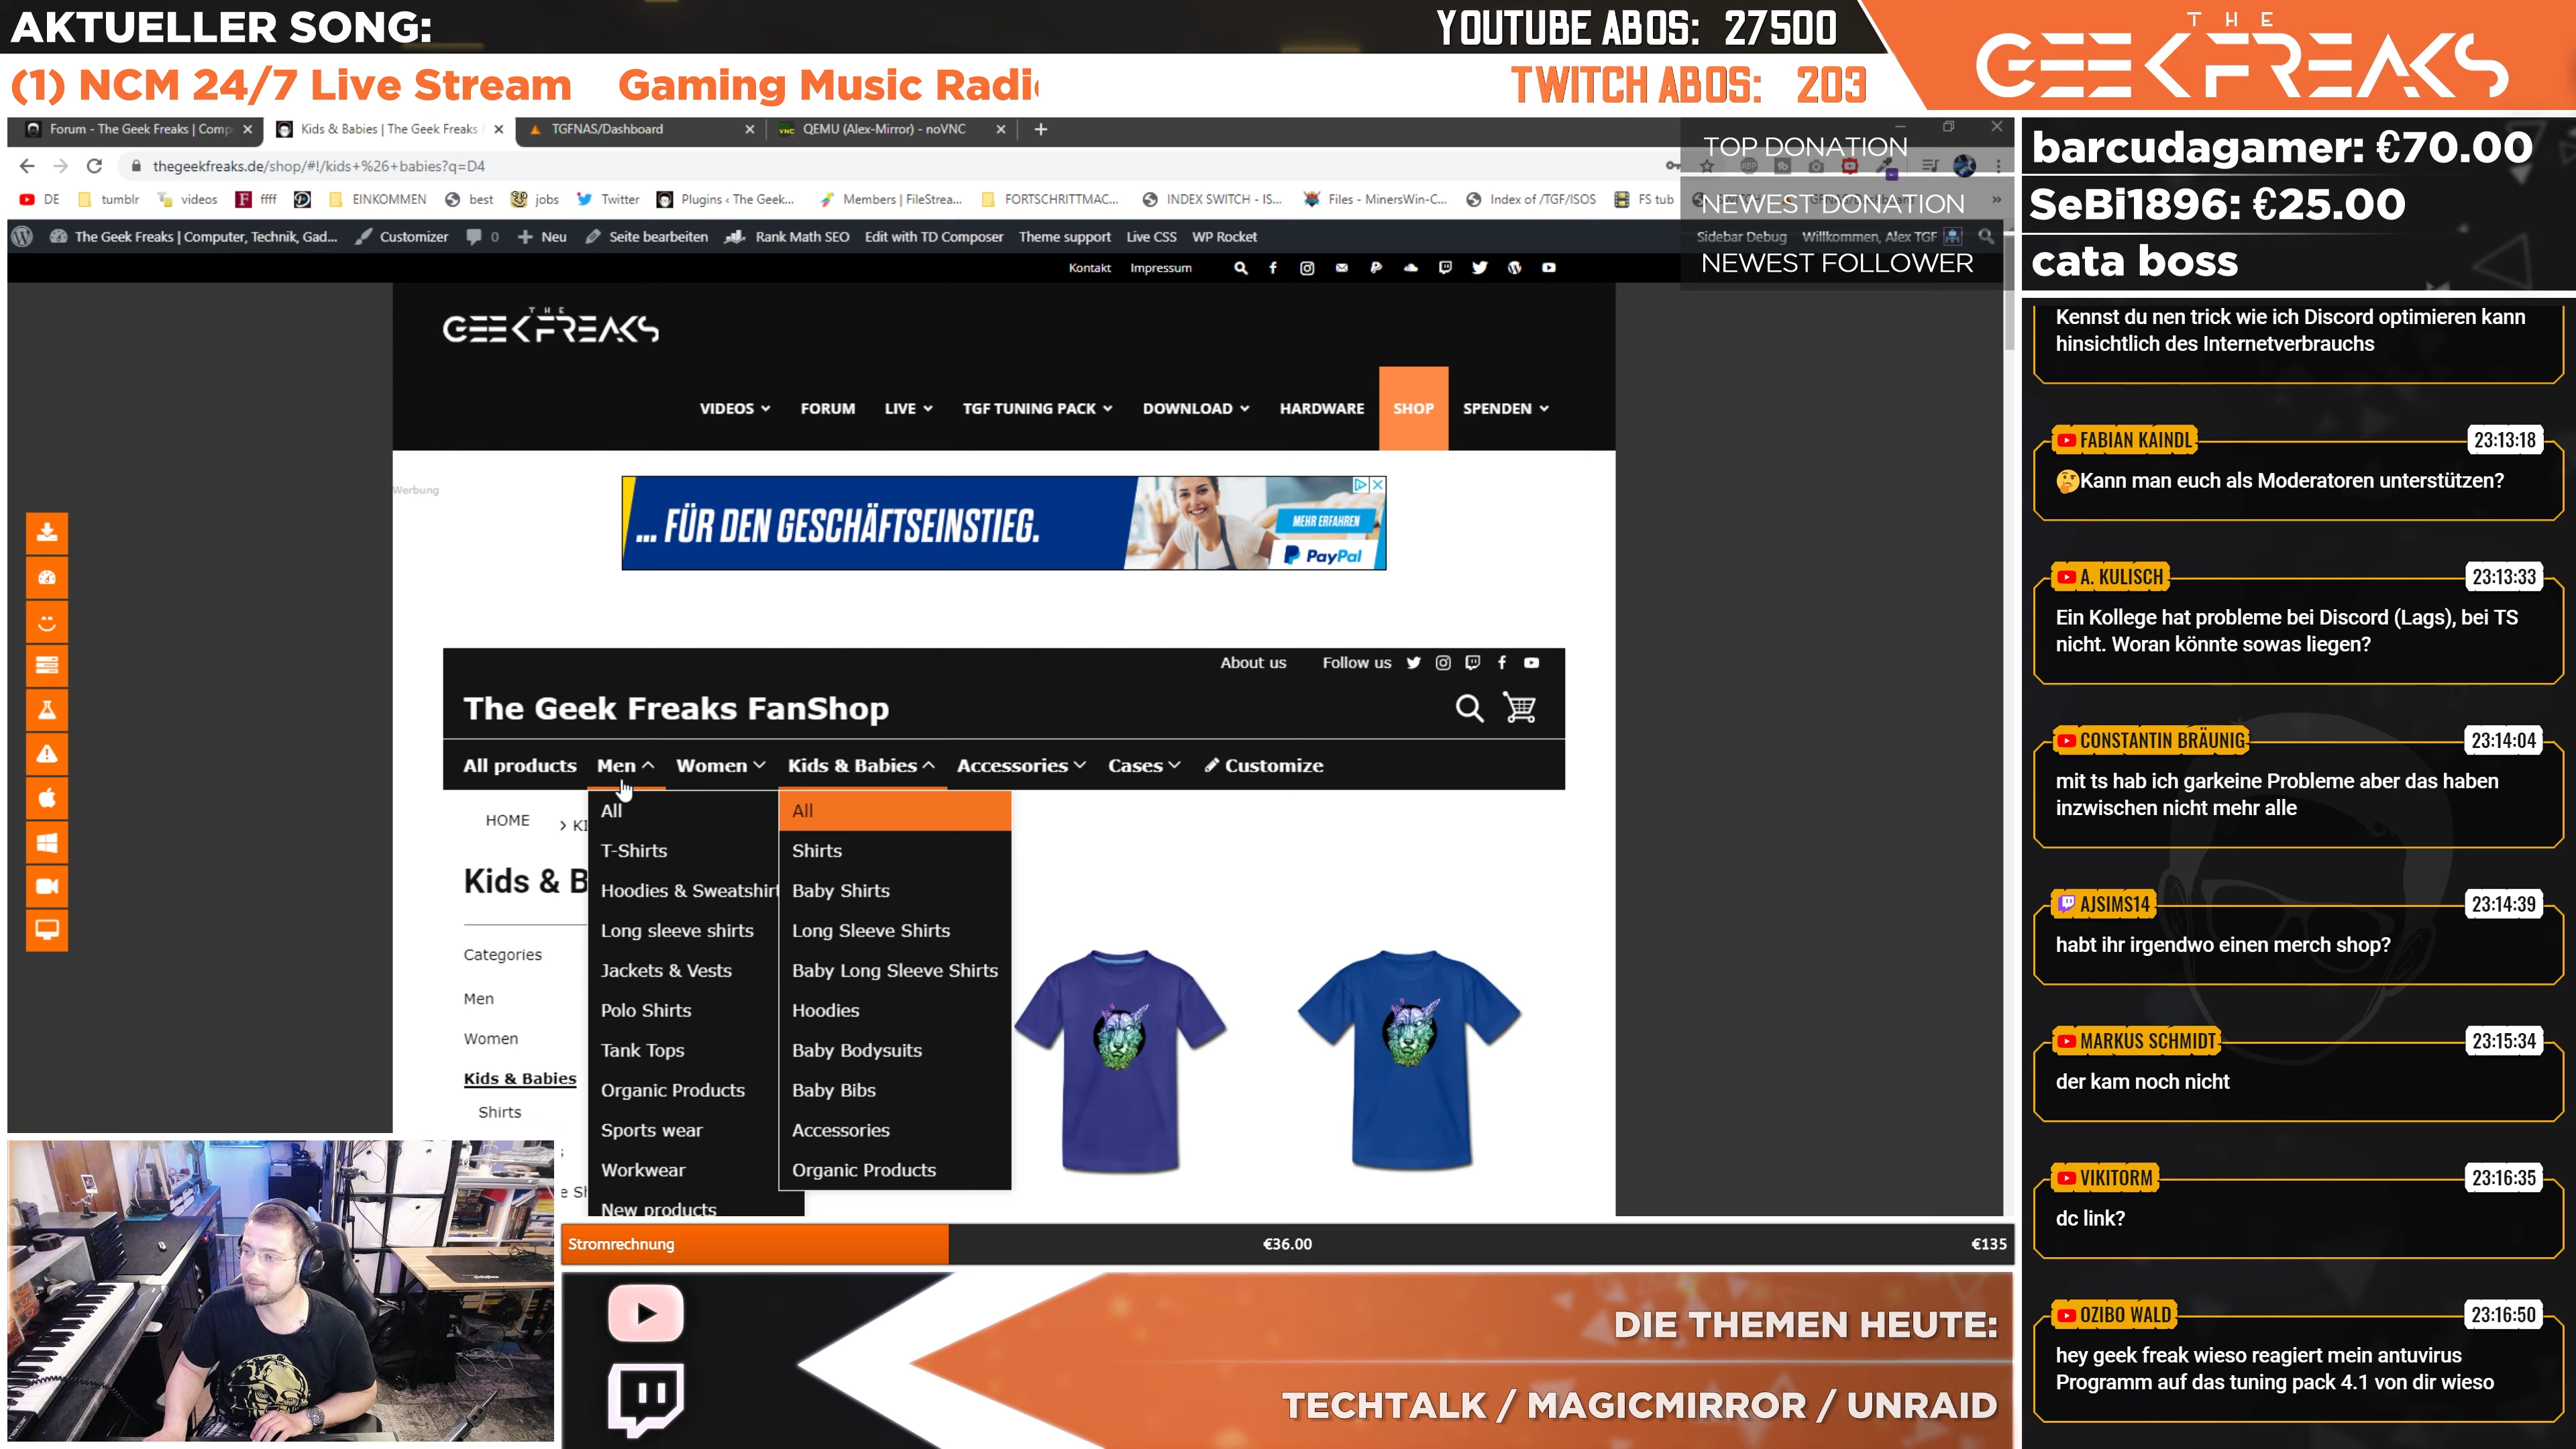 AKTUELLER SONG:
(1) NCM 24/7 Live Stream Gaming Music Radi
YOUTUBE ABOS: 27500
TWITCH ABOS: 203
THE
GEEKFREAKS
Forum - The Geek Freaks | Comp
Kids & Babies | The Geek Freaks
TGFNAS/Dashboard
QEMU (Alex-Mirror) - noVNC
thegeekfreaks.de/shop/#!/kids+%26+babies?q=D4
DE
tumblr
videos
ffff
EINKOMMEN
best
jobs
Twitter
Plugins ‹ The Geek...
Members | FileStrea...
FORTSCHRITTMAC...
INDEX SWITCH - IS...
Files - MinersWin-C...
Index of /TGF/ISOS
FS tub
The Geek Freaks | Computer, Technik, Gad...
Customizer
0
Neu
Seite bearbeiten
Rank Math SEO
Edit with TD Composer
Theme support
Live CSS
WP Rocket
Sidebar Debug
Willkommen, Alex TGF
TOP DONATION
NEWEST DONATION
NEWEST FOLLOWER
barcudagamer: €70.00
SeBi1896: €25.00
cata boss
Kontakt
Impressum
THE
GEEKFREAKS
VIDEOS
FORUM
LIVE
TGF TUNING PACK
DOWNLOAD
HARDWARE
SHOP
SPENDEN
Werbung
... FÜR DEN GESCHÄFTSEINSTIEG.
MEHR ERFAHREN
PayPal
About us
Follow us
The Geek Freaks FanShop
All products
Men
Women
Kids & Babies
Accessories
Cases
Customize
HOME
> KI
Kids & B
Categories
Men
Women
Kids & Babies
Shirts
All
T-Shirts
Hoodies & Sweatshirt
Long sleeve shirts
Jackets & Vests
Polo Shirts
Tank Tops
Organic Products
Sports wear
Workwear
New products
All
Shirts
Baby Shirts
Long Sleeve Shirts
Baby Long Sleeve Shirts
Hoodies
Baby Bodysuits
Baby Bibs
Accessories
Organic Products
Stromrechnung
€36.00
€135
DIE THEMEN HEUTE:
TECHTALK / MAGICMIRROR / UNRAID
Kennst du nen trick wie ich Discord optimieren kann
hinsichtlich des Internetverbrauchs
FABIAN KAINDL
23:13:18
🤔Kann man euch als Moderatoren unterstützen?
A. KULISCH
23:13:33
Ein Kollege hat probleme bei Discord (Lags), bei TS
nicht. Woran könnte sowas liegen?
CONSTANTIN BRÄUNIG
23:14:04
mit ts hab ich garkeine Probleme aber das haben
inzwischen nicht mehr alle
AJSIMS14
23:14:39
habt ihr irgendwo einen merch shop?
MARKUS SCHMIDT
23:15:34
der kam noch nicht
VIKITORM
23:16:35
dc link?
OZIBO WALD
23:16:50
hey geek freak wieso reagiert mein antuvirus
Programm auf das tuning pack 4.1 von dir wieso